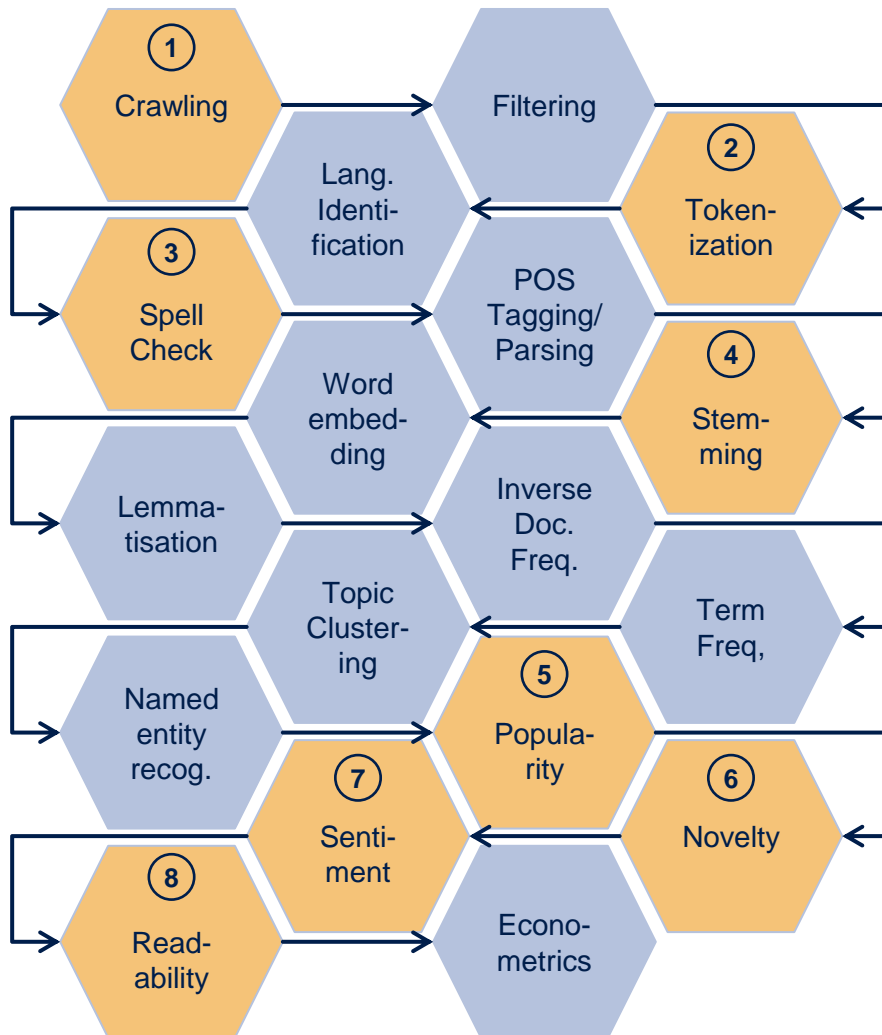 1
Crawling
Filtering
2
Token-
ization
Lang.
Identi-
fication
3
Spell
Check
POS
Tagging/
Parsing
4
Stem-
ming
Word
embed-
ding
Lemma-
tisation
Inverse
Doc.
Freq.
Term
Freq,
Topic
Cluster-
ing
Named
entity
recog.
5
Popula-
rity
6
Novelty
7
Senti-
ment
8
Read-
ability
Econo-
metrics